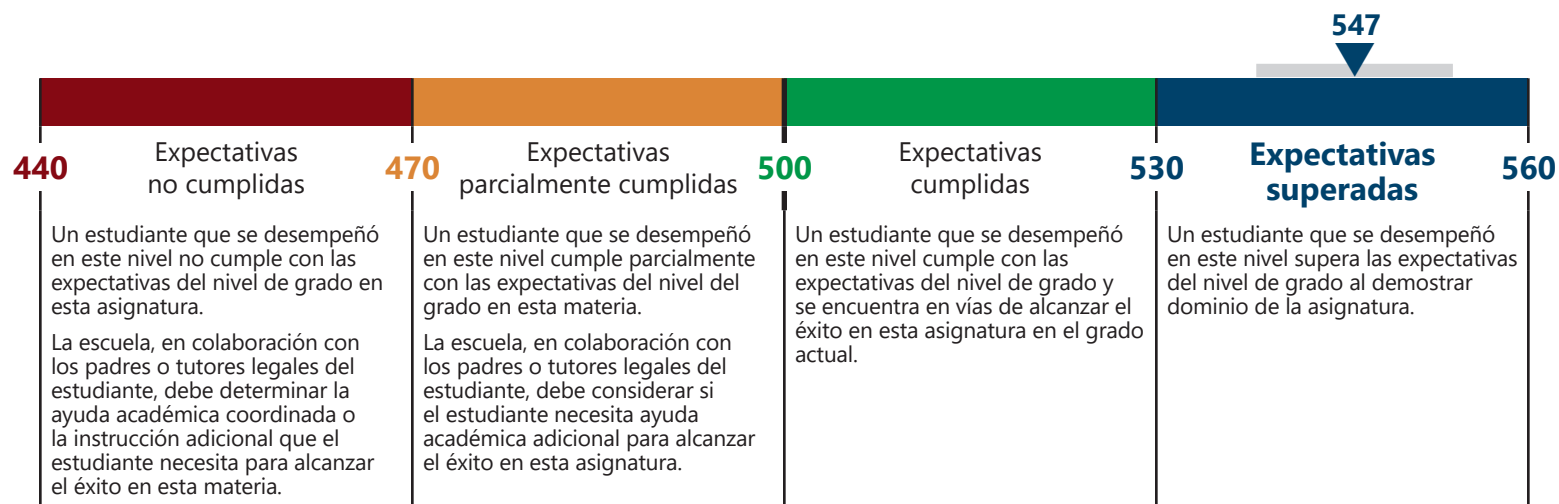 547
440
Expectativas
no cumplidas
470
Expectativas
parcialmente cumplidas
500
Expectativas
cumplidas
530
Expectativas
superadas
560
Un estudiante que se desempeñó
en este nivel no cumple con las
expectativas del nivel de grado en
esta asignatura.
La escuela, en colaboración con
los padres o tutores legales del
estudiante, debe determinar la
ayuda académica coordinada o
la instrucción adicional que el
estudiante necesita para alcanzar
el éxito en esta materia.
Un estudiante que se desempeñó
en este nivel cumple parcialmente
con las expectativas del nivel del
grado en esta materia.
La escuela, en colaboración con
los padres o tutores legales del
estudiante, debe considerar si
el estudiante necesita ayuda
académica adicional para alcanzar
el éxito en esta asignatura.
Un estudiante que se desempeñó
en este nivel cumple con las
expectativas del nivel de grado y
se encuentra en vías de alcanzar el
éxito en esta asignatura en el grado
actual.
Un estudiante que se desempeñó
en este nivel supera las expectativas
del nivel de grado al demostrar
dominio de la asignatura.